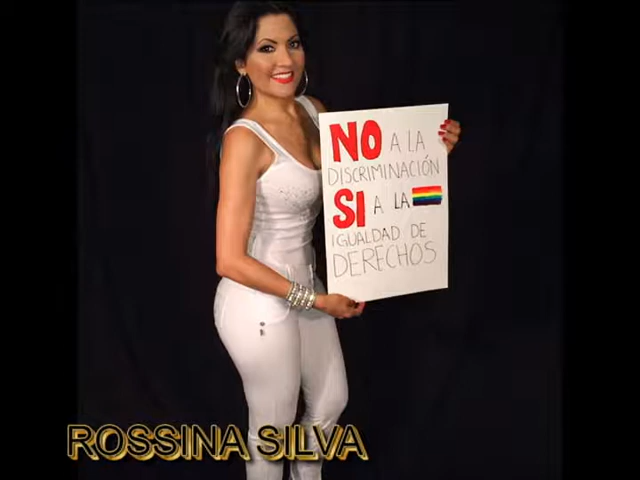 NO A LA
DISCRIMINACIÓN
SI A LA
IGUALDAD DE
DERECHOS
ROSSINA SILVA